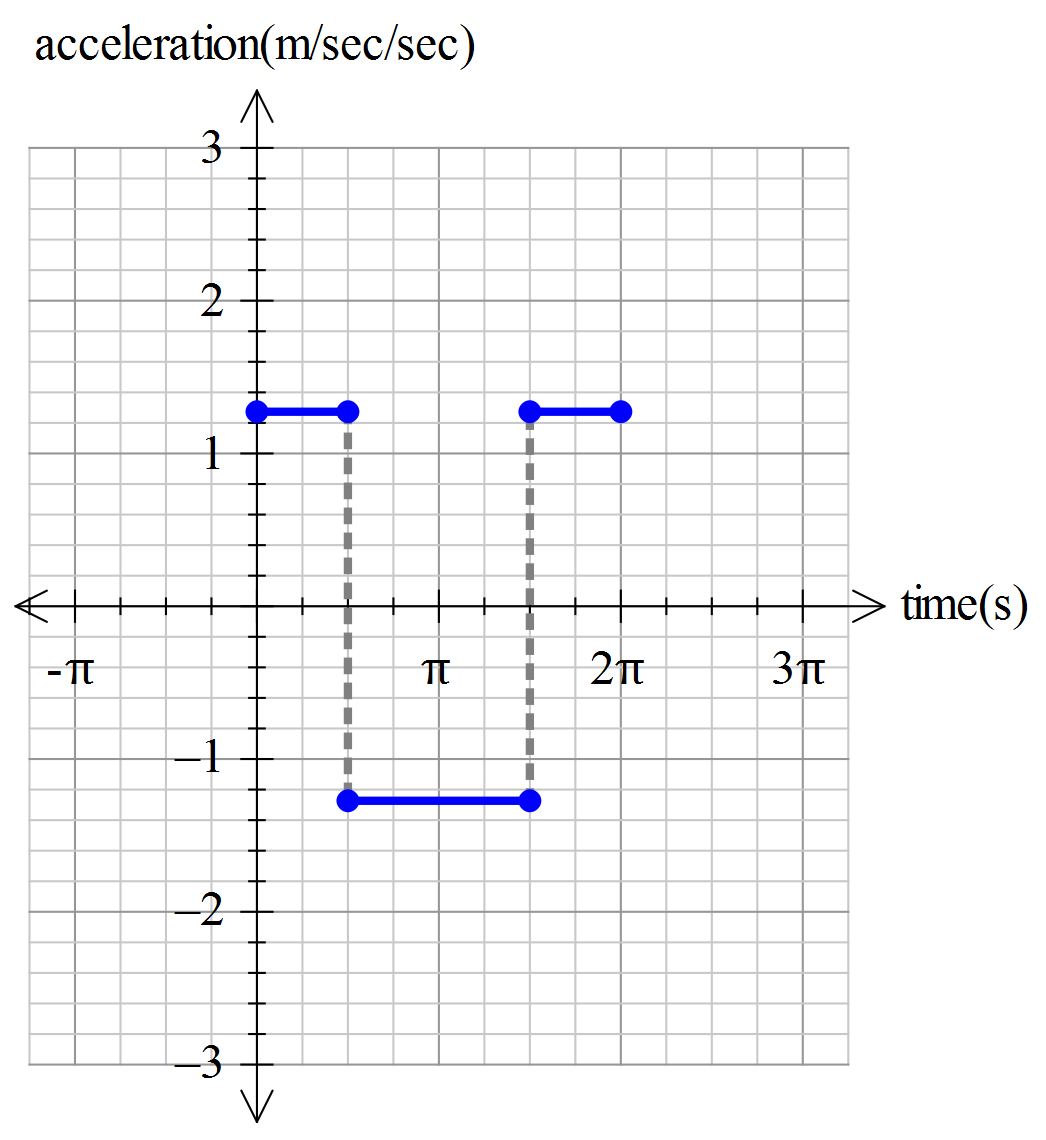 acceleration(m/sec/sec)
3
2
1
time(s)
-π π 2π 3π
−1
−2
−3